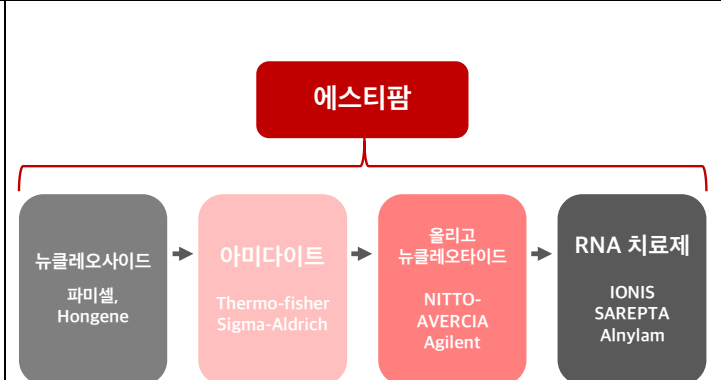 에스티팜
뉴클레오사이드
파미셀,
Hongene
아미다이트
Thermo-fisher
Sigma-Aldrich
올리고
뉴클레오타이드
NITTO-
AVERCIA
Agilent
RNA 치료제
IONIS
SAREPTA
Alnylam